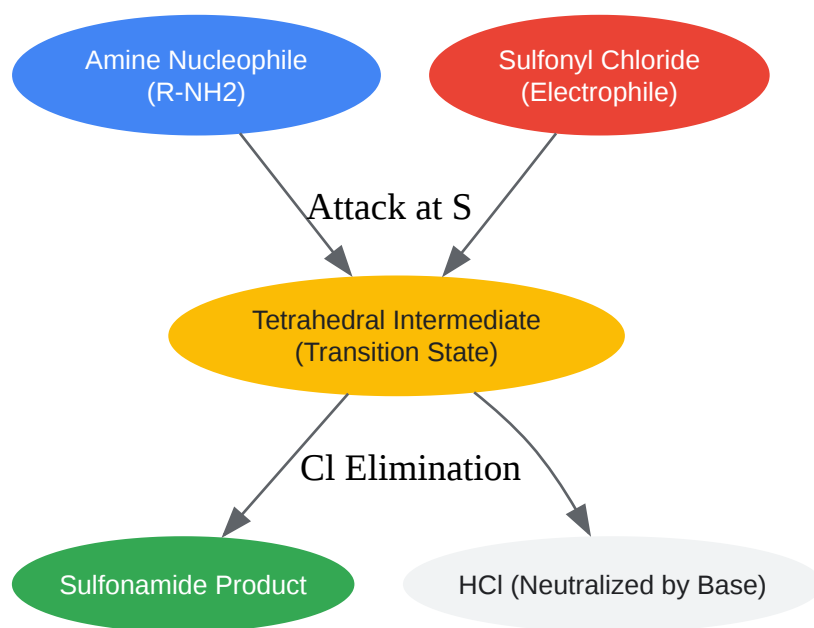 Amine Nucleophile
(R-NH2)
Sulfonyl Chloride
(Electrophile)
Attack at S
Tetrahedral Intermediate
(Transition State)
Cl Elimination
Sulfonamide Product
HCl (Neutralized by Base)